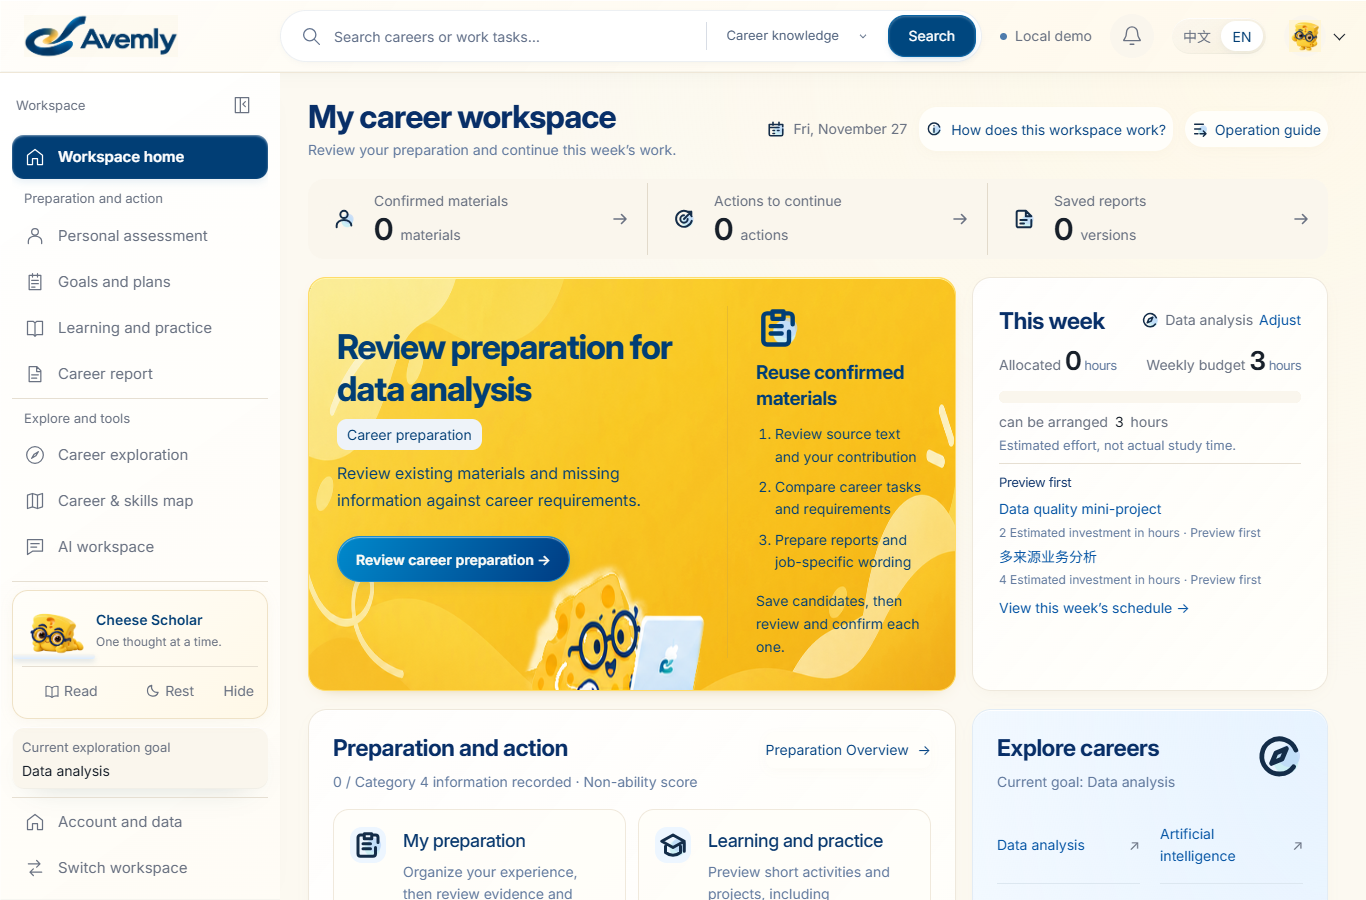 Avemly
Search careers or work tasks...
Career knowledge
Search
Local demo
中文
EN
Workspace
Workspace home
Preparation and action
Personal assessment
Goals and plans
Learning and practice
Career report
Explore and tools
Career exploration
Career & skills map
AI workspace
Cheese Scholar
One thought at a time.
Read
Rest
Hide
Current exploration goal
Data analysis
Account and data
Switch workspace
My career workspace
Review your preparation and continue this week's work.
Fri, November 27
How does this workspace work?
Operation guide
Confirmed materials
0 materials
Actions to continue
0 actions
Saved reports
0 versions
Review preparation for
data analysis
Career preparation
Review existing materials and missing
information against career requirements.
Review career preparation →
Reuse confirmed
materials
1. Review source text
and your contribution
2. Compare career tasks
and requirements
3. Prepare reports and
job-specific wording
Save candidates, then
review and confirm each
one.
This week
Data analysis Adjust
Allocated 0 hours
Weekly budget 3 hours
can be arranged 3 hours
Estimated effort, not actual study time.
Preview first
Data quality mini-project
2 Estimated investment in hours · Preview first
多来源业务分析
4 Estimated investment in hours · Preview first
View this week's schedule →
Preparation and action
Preparation Overview →
0 / Category 4 information recorded · Non-ability score
My preparation
Organize your experience,
then review evidence and
Learning and practice
Preview short activities and
projects, including
Explore careers
Current goal: Data analysis
Data analysis
Artificial
intelligence